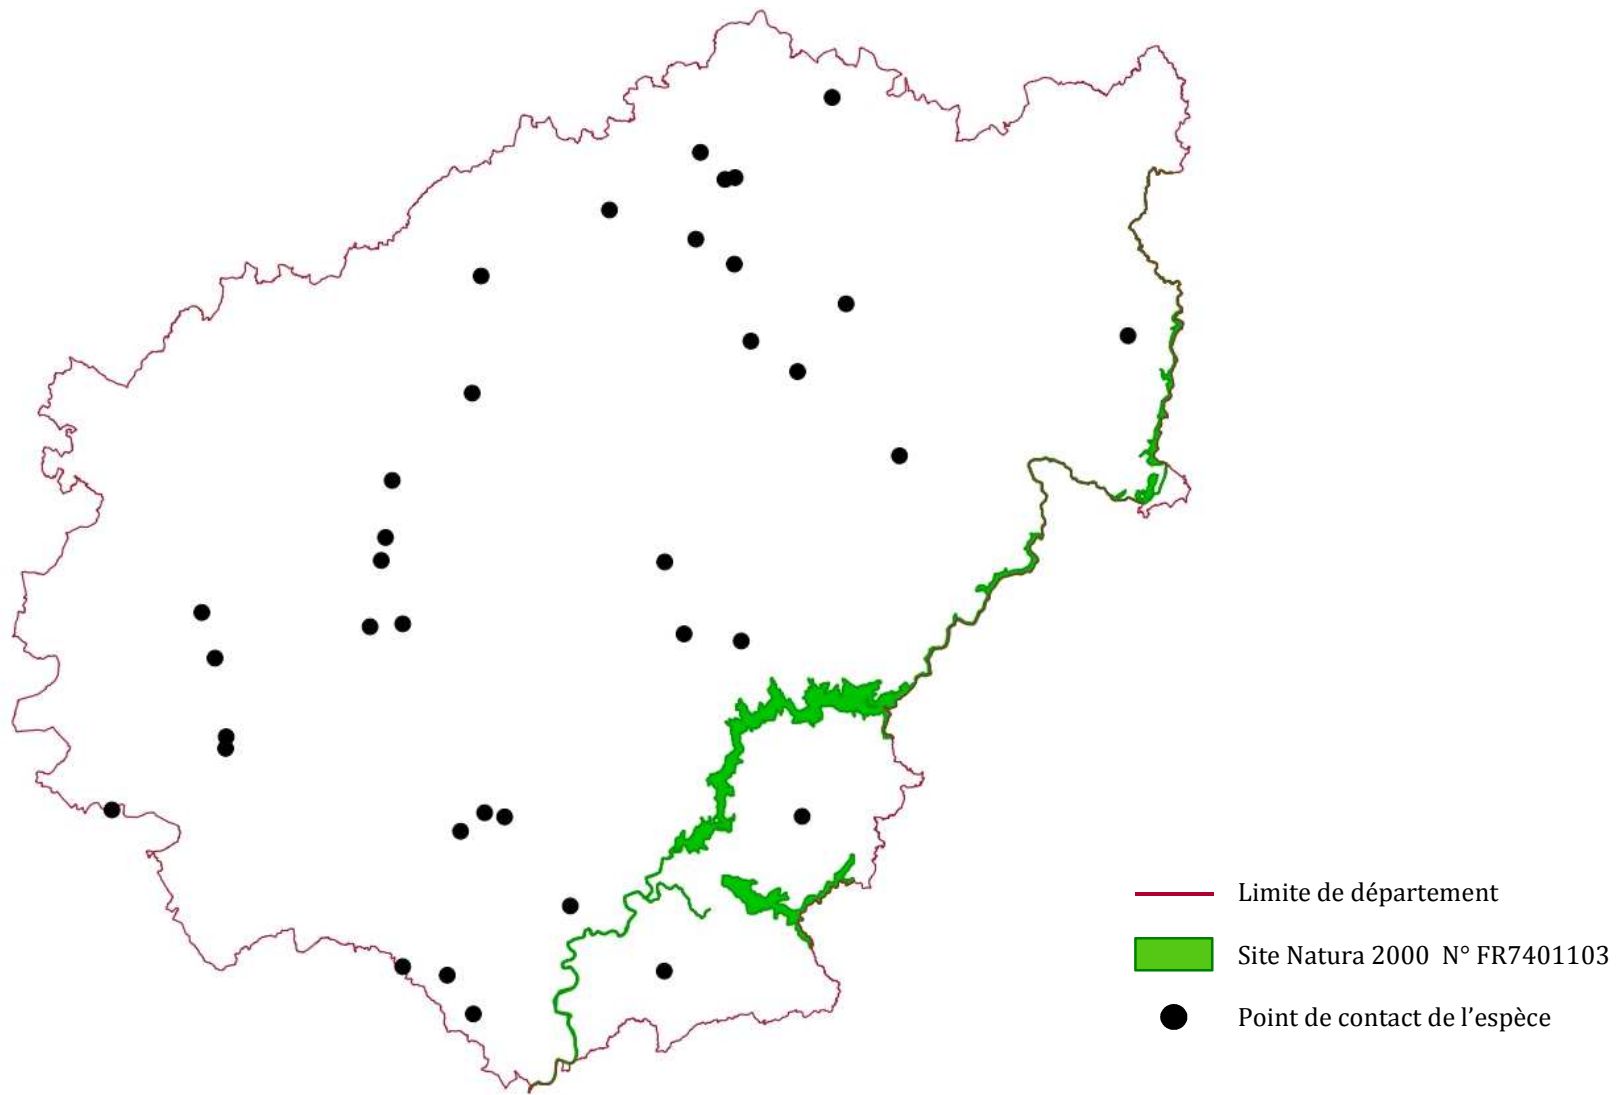 Limite de département
Site Natura 2000 N° FR7401103
Point de contact de l’espèce